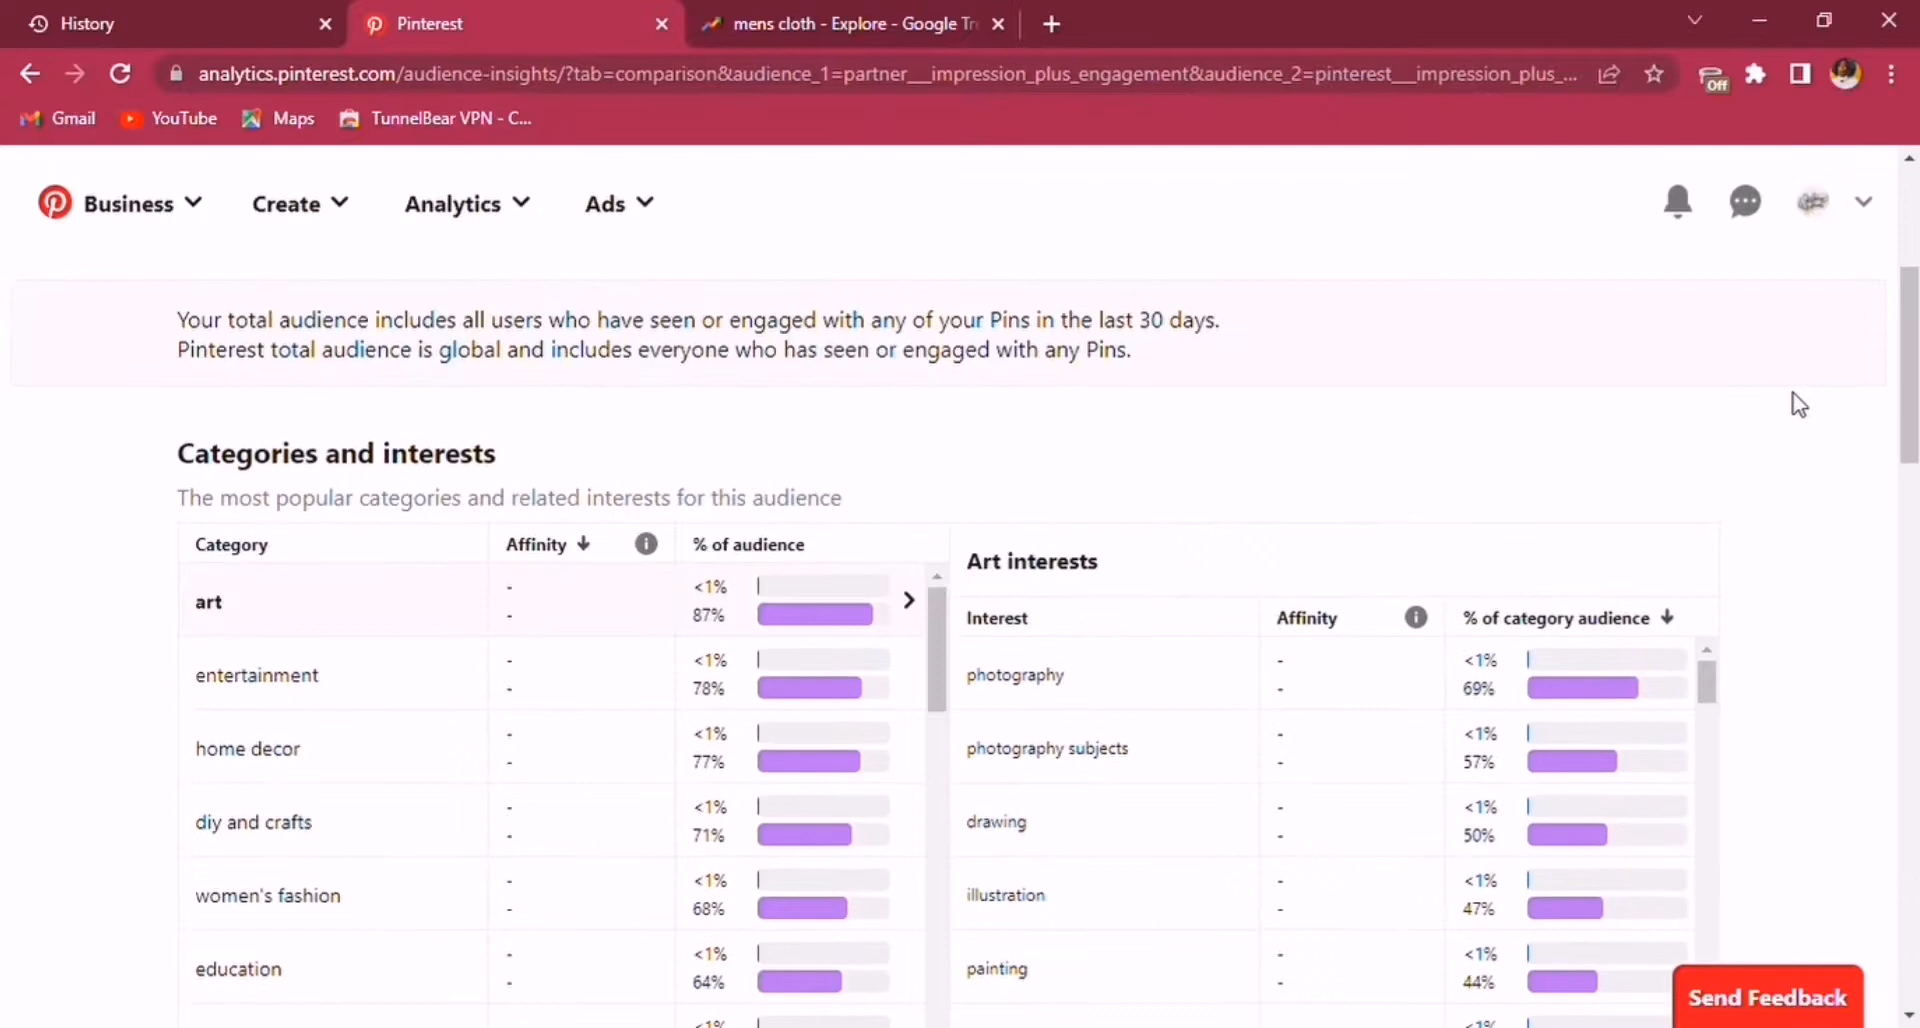 History
Pinterest
mens cloth - Explore - Google Tr
analytics.pinterest.com/audience-insights/?tab=comparison&audience_1=partner__impression_plus_engagement&audience_2=pinterest__impression_plus_...
Off
Gmail
YouTube
Maps
TunnelBear VPN - C...
Business
Create
Analytics
Ads
Your total audience includes all users who have seen or engaged with any of your Pins in the last 30 days.
Pinterest total audience is global and includes everyone who has seen or engaged with any Pins.
Categories and interests
The most popular categories and related interests for this audience
Category Affinity % of audience
art - <1%
- 87%
entertainment - <1%
- 78%
home decor - <1%
- 77%
diy and crafts - <1%
- 71%
women's fashion - <1%
- 68%
education - <1%
- 64%
<1%
Art interests
Interest Affinity % of category audience
photography - <1%
- 69%
photography subjects - <1%
- 57%
drawing - <1%
- 50%
illustration - <1%
- 47%
painting - <1%
- 44%
<1%
Send Feedback